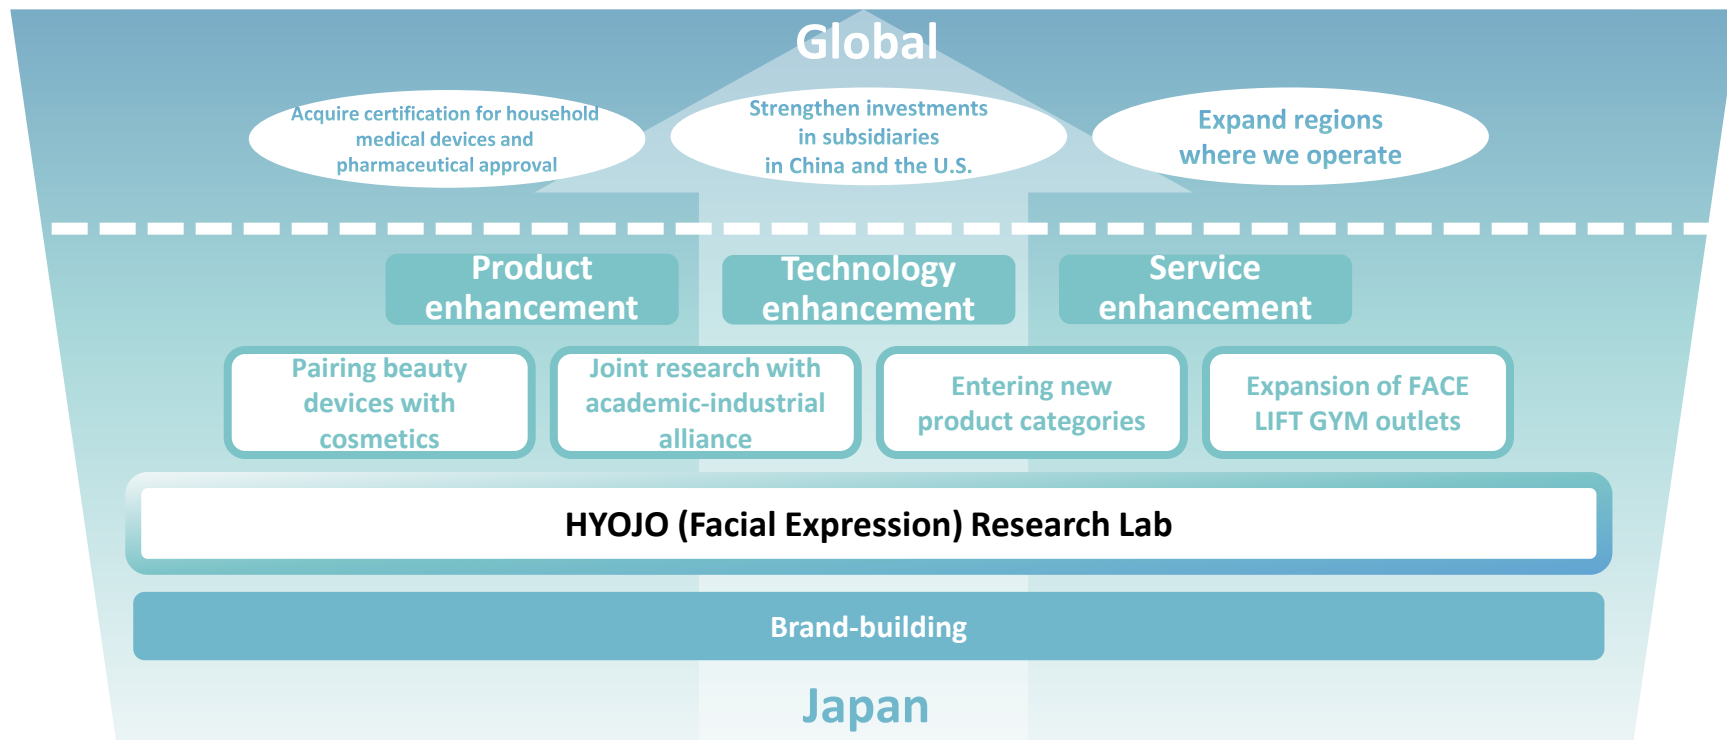 Global
Acquire certification for household
medical devices and
pharmaceutical approval
Strengthen investments
in subsidiaries
in China and the U.S.
Expand regions
where we operate
Product
enhancement
Technology
enhancement
Service
enhancement
Pairing beauty
devices with
cosmetics
Joint research with
academic-industrial
alliance
Entering new
product categories
Expansion of FACE
LIFT GYM outlets
HYOJO (Facial Expression) Research Lab
Brand-building
Japan